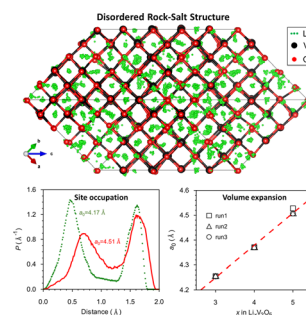 Disordered Rock-Salt Structure
L
V
b
c
a
Site occupation
a₀=4.17
a₀=4.51 Å
P (Å⁻¹)
1.6
1.2
0.8
0.4
0.0
0.0 0.5 1.0 1.5 2.0
Distance (Å)
Volume expansion
run1
run2
run3
a₀ (Å)
4.6
4.5
4.4
4.3
4.2
3 4 5
x in LiₓV₂O₄